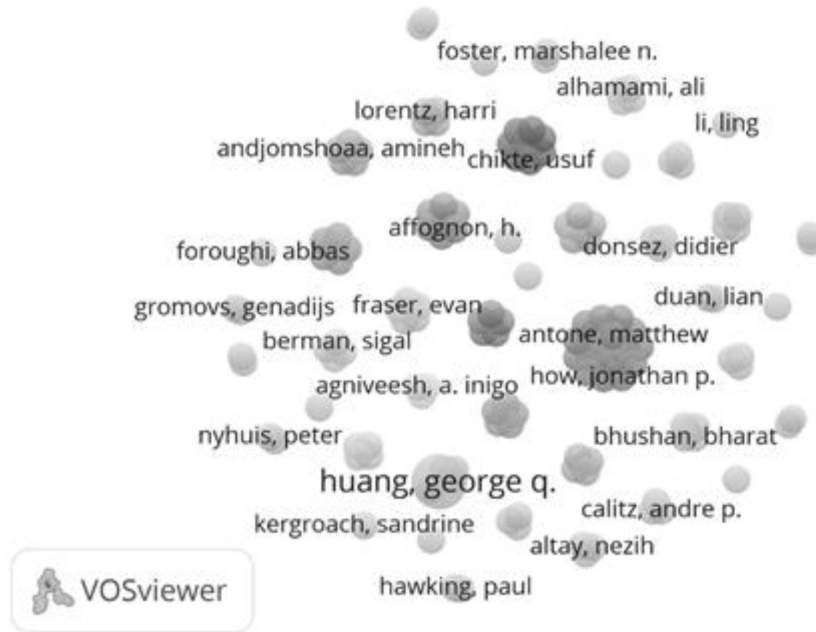 foster, marshalee n.
alhamami, ali
lorentz, harri
li, ling
andjomshoaa, amineh
chikte, usuf
affognon, h.
foroughi, abbas
donsez, didier
duan, lian
gromovs, genadijs
fraser, evan
antone, matthew
berman, sigal
how, jonathan p.
agniveesh, a. inigo
nyhuis, peter
bhushan, bharat
huang, george q.
calitz, andre p.
kergroach, sandrine
altay, nezih
hawking, paul
VOSviewer